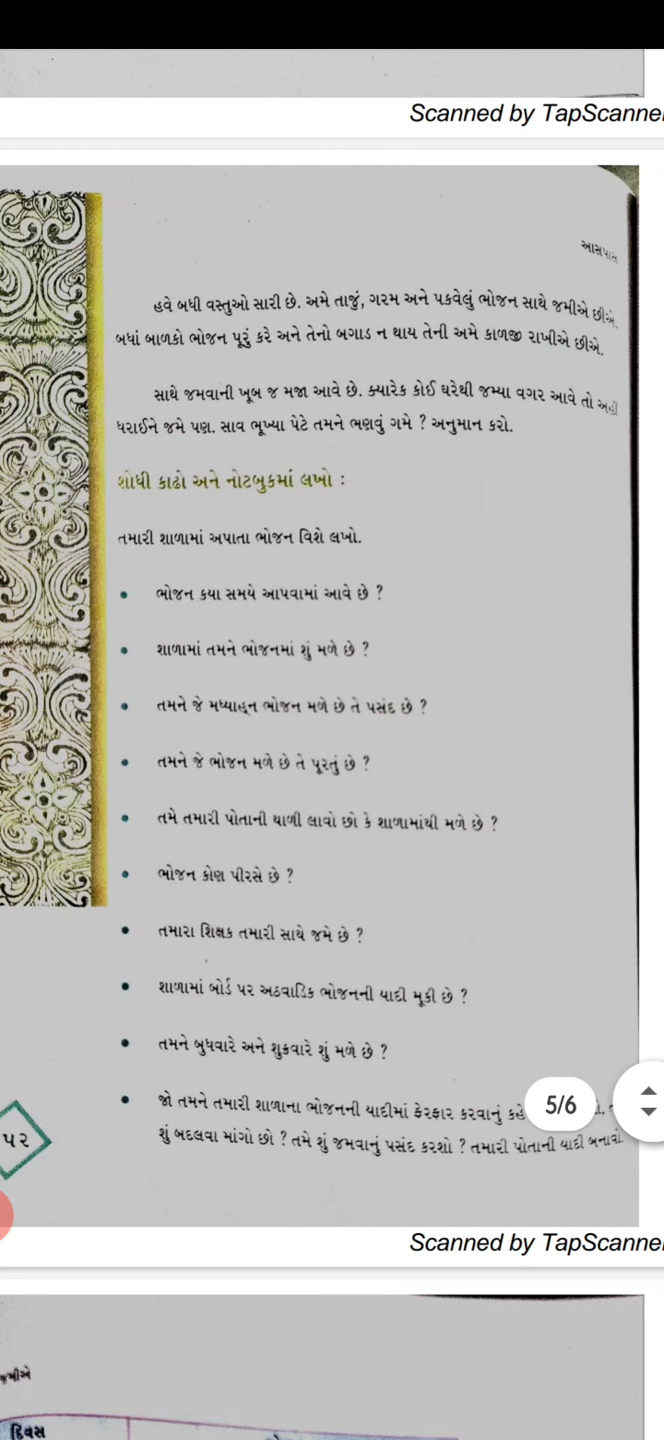 Scanned by TapScanne
આસપાસ
હવે બધી વસ્તુઓ સારી છે. અમે તાજું, ગરમ અને પકવેલું ભોજન સાથે જમીએ છીએ.
બધાં બાળકો ભોજન પૂરું કરે અને તેનો બગાડ ન થાય તેની અમે કાળજી રાખીએ છીએ.
સાથે જમવાની ખૂબ જ મજા આવે છે. ક્યારેક કોઈ ઘરેથી જમ્યા વગર આવે તો અહીં
ધરાઈને જમે પણ. સાવ ભૂખ્યા પેટે તમને ભણવું ગમે ? અનુમાન કરો.
શોધી કાઢો અને નોટબુકમાં લખો :
તમારી શાળામાં અપાતા ભોજન વિશે લખો.
• ભોજન કયા સમયે આપવામાં આવે છે ?
• શાળામાં તમને ભોજનમાં શું મળે છે ?
• તમને જે મધ્યાહ્ન ભોજન મળે છે તે પસંદ છે ?
• તમને જે ભોજન મળે છે તે પૂરતું છે ?
• તમે તમારી પોતાની થાળી લાવો છો કે શાળામાંથી મળે છે ?
• ભોજન કોણ પીરસે છે ?
• તમારા શિક્ષક તમારી સાથે જમે છે ?
• શાળામાં બોર્ડ પર અઠવાડિક ભોજનની યાદી મૂકી છે ?
• તમને બુધવારે અને શુક્રવારે શું મળે છે ?
• જો તમને તમારી શાળાના ભોજનની યાદીમાં ફેરફાર કરવાનું કહે
5/6
શું બદલવા માંગો છો ? તમે શું જમવાનું પસંદ કરશો ? તમારી પોતાની યાદી બનાવો.
૫૨
Scanned by TapScanne
જમીએ
દિવસ